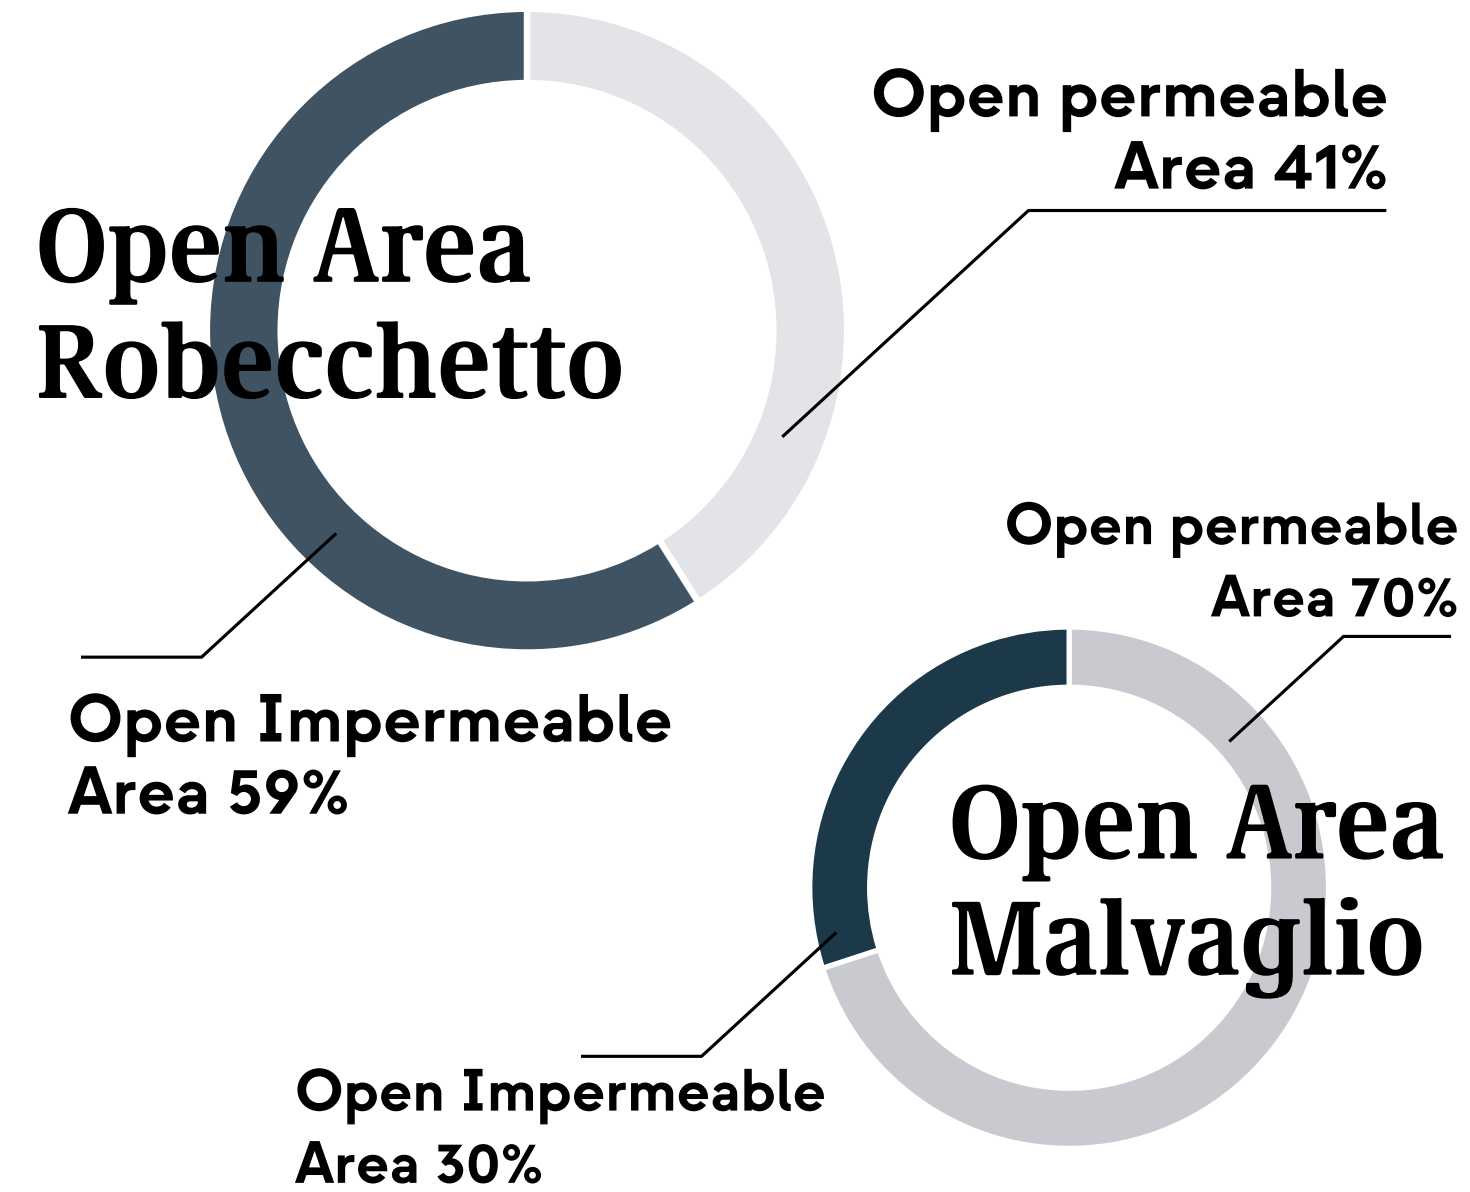 Open permeable
Area 41%
Open Area
Robecchetto
Open Impermeable
Area 59%
Open permeable
Area 70%
Open Area
Malvaglio
Open Impermeable
Area 30%